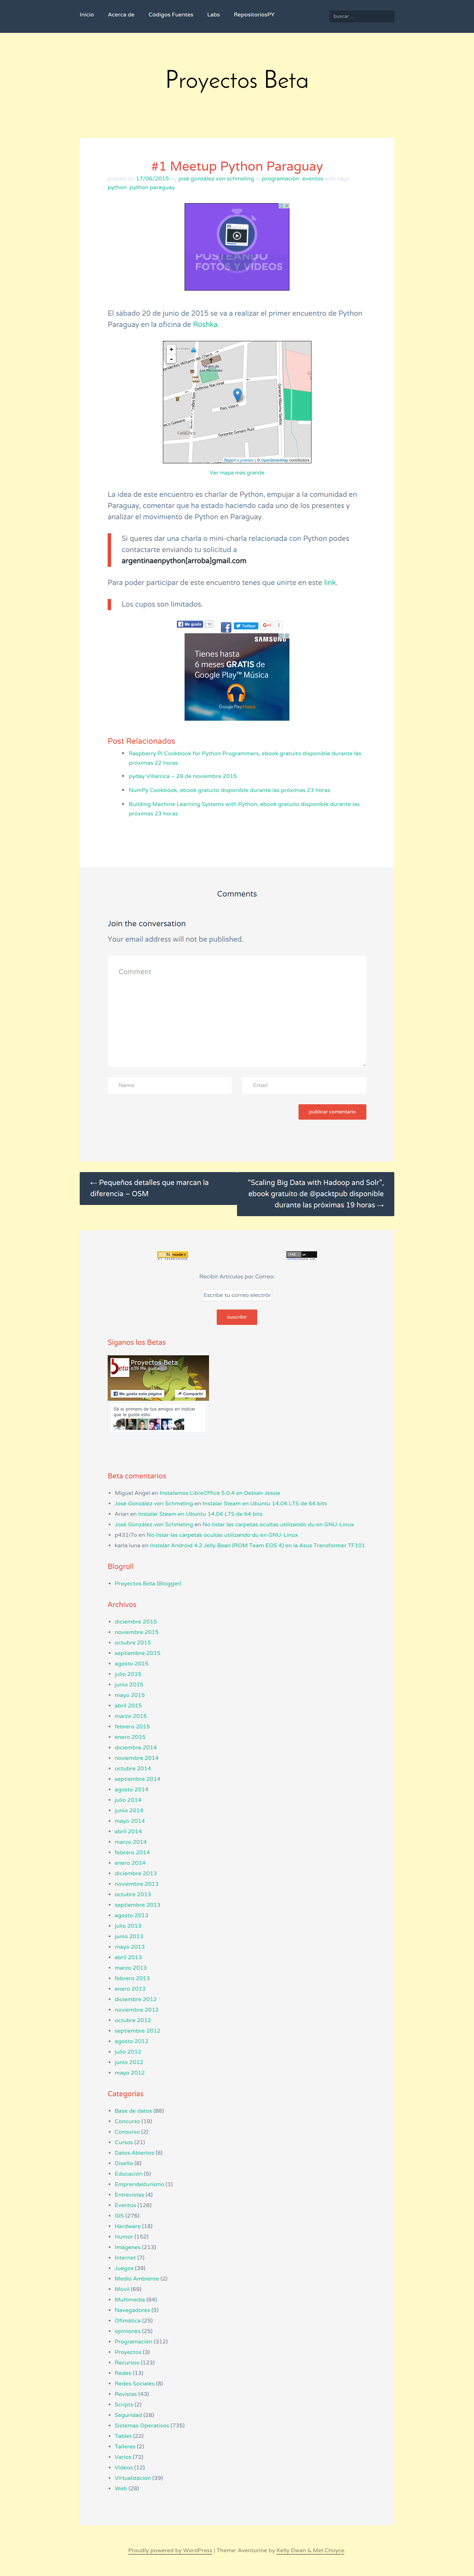 Inicio
Acerca de
Códigos Fuentes
Labs
RepositoriosPY
buscar ...
Proyectos Beta
#1 Meetup Python Paraguay
posted on 17/06/2015 by josé gonzález von schmeling in programación, eventos with tags
python, python paraguay
POSTEANDO
FOTOS Y VIDEOS
El sábado 20 de junio de 2015 se va a realizar el primer encuentro de Python
Paraguay en la oficina de Roshka.
+
-
Report a problem | © OpenStreetMap contributors
Ver mapa más grande
La idea de este encuentro es charlar de Python, empujar a la comunidad en
Paraguay, comentar que ha estado haciendo cada uno de los presentes y
analizar el movimiento de Python en Paraguay.
Si queres dar una charla o mini-charla relacionada con Python podes
contactarte enviando tu solicitud a
argentinaenpython[arroba]gmail.com
Para poder participar de este encuentro tenes que unirte en este link.
Los cupos son limitados.
Me gusta
Twittear
+1
2
SAMSUNG
Tienes hasta
6 meses GRATIS de
Google Play™ Música
Google Play Música
Post Relacionados
Raspberry Pi Cookbook for Python Programmers, ebook gratuito disponible durante las
próximas 22 horas
pyday Villarrica – 28 de noviembre 2015
NumPy Cookbook, ebook gratuito disponible durante las próximas 23 horas
Building Machine Learning Systems with Python, ebook gratuito disponible durante las
próximas 23 horas
Comments
Join the conversation
Your email address will not be published.
Comment
Name
Email
publicar comentario
← Pequeños detalles que marcan la
diferencia – OSM
"Scaling Big Data with Hadoop and Solr",
ebook gratuito de @packtpub disponible
durante las próximas 19 horas →
Recibir Articulos por Correo:
Escribe tu correo electrór
suscribir
Siganos los Betas
Proyectos Beta
Me gusta esta página
Compartir
Sé el primero de tus amigos en indicar
que le gusta esto.
Beta comentarios
Miguel Angel en Instalamos LibreOffice 5.0.4 en Debian Jessie
José González von Schmeling en Instalar Steam en Ubuntu 14.04 LTS de 64 bits
Arian en Instalar Steam en Ubuntu 14.04 LTS de 64 bits
José González von Schmeling en No listar las carpetas ocultas utilizando du en GNU-Linux
p431i7o en No listar las carpetas ocultas utilizando du en GNU-Linux
karla luna en Instalar Android 4.2 Jelly Bean (ROM Team EOS 4) en la Asus Transformer TF101
Blogroll
Proyectos Beta (Blogger)
Archivos
diciembre 2015
noviembre 2015
octubre 2015
septiembre 2015
agosto 2015
julio 2015
junio 2015
mayo 2015
abril 2015
marzo 2015
febrero 2015
enero 2015
diciembre 2014
noviembre 2014
octubre 2014
septiembre 2014
agosto 2014
julio 2014
junio 2014
mayo 2014
abril 2014
marzo 2014
febrero 2014
enero 2014
diciembre 2013
noviembre 2013
octubre 2013
septiembre 2013
agosto 2013
julio 2013
junio 2013
mayo 2013
abril 2013
marzo 2013
febrero 2013
enero 2013
diciembre 2012
noviembre 2012
octubre 2012
septiembre 2012
agosto 2012
julio 2012
junio 2012
mayo 2012
Categorias
Base de datos (88)
Concurso (19)
Consurso (2)
Cursos (21)
Datos Abiertos (8)
Diseño (8)
Educación (5)
Emprendedurismo (1)
Entrevistas (4)
Eventos (128)
GIS (276)
Hardware (18)
Humor (152)
Imágenes (213)
Internet (7)
Juegos (39)
Medio Ambiente (2)
Móvil (69)
Multimedia (64)
Navegadores (5)
Ofimática (25)
opiniones (25)
Programación (312)
Proyectos (3)
Recursos (123)
Redes (13)
Redes Sociales (8)
Revistas (43)
Scripts (2)
Seguridad (28)
Sistemas Operativos (735)
Tablet (22)
Talleres (2)
Varios (72)
Videos (12)
Virtualización (39)
Web (28)
Proudly powered by WordPress | Theme: Aventurine by Kelly Dwan & Mel Choyce.